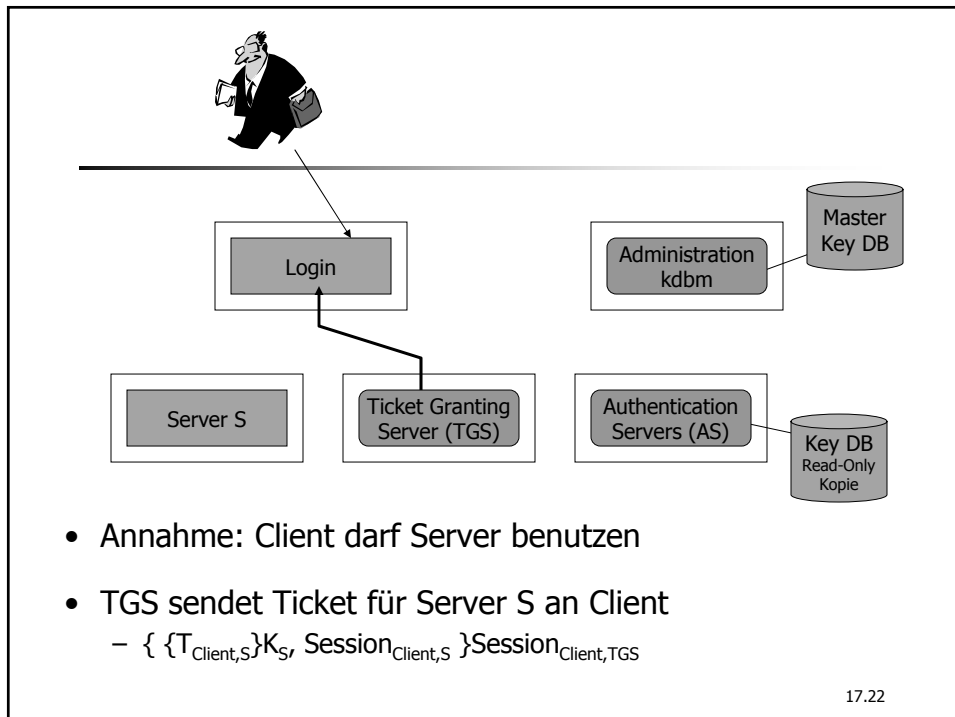 Master
Key DB
Login
Administration
kdbm
Server S
Ticket Granting
Server (TGS)
Authentication
Servers (AS)
Key DB
Read-Only
Kopie
• Annahme: Client darf Server benutzen
• TGS sendet Ticket für Server S an Client
– { {T_Client,S}K_S, Session_Client,S }Session_Client,TGS
17.22